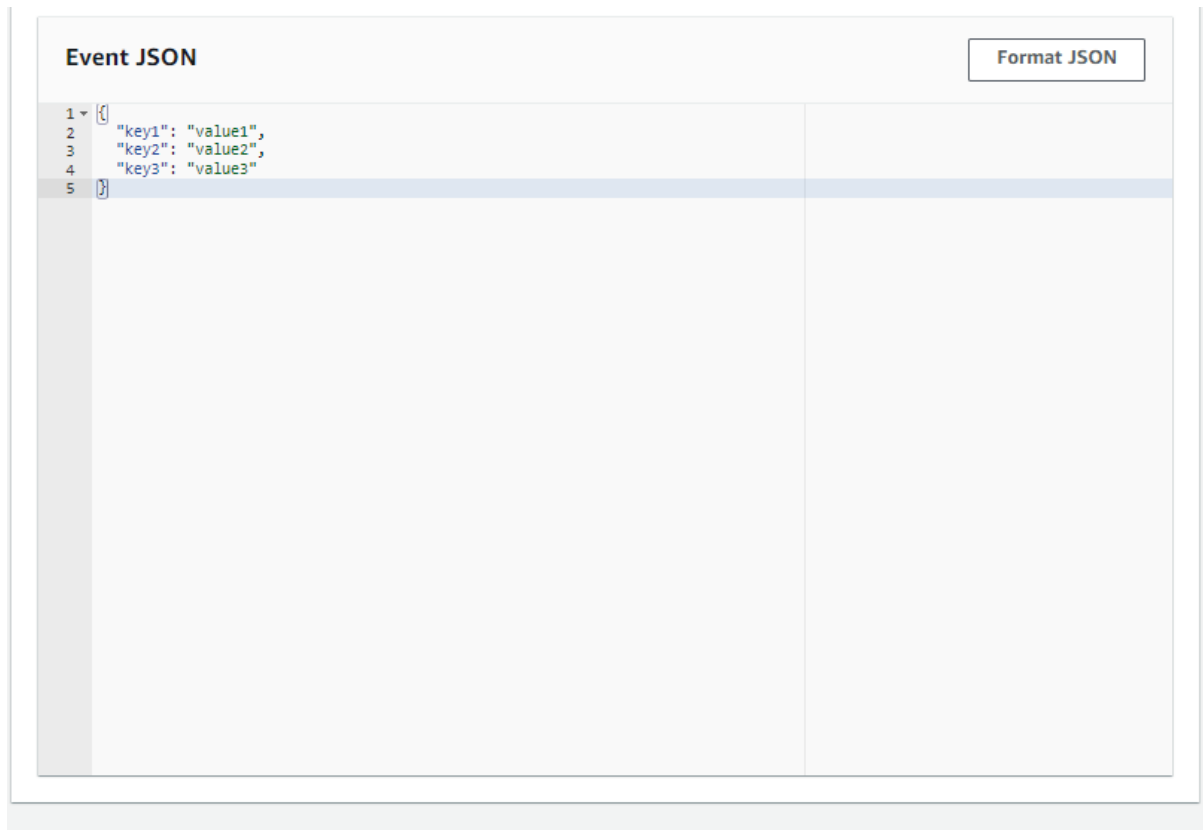 Event JSON
Format JSON
1 {
2 "key1": "value1",
3 "key2": "value2",
4 "key3": "value3"
5 }